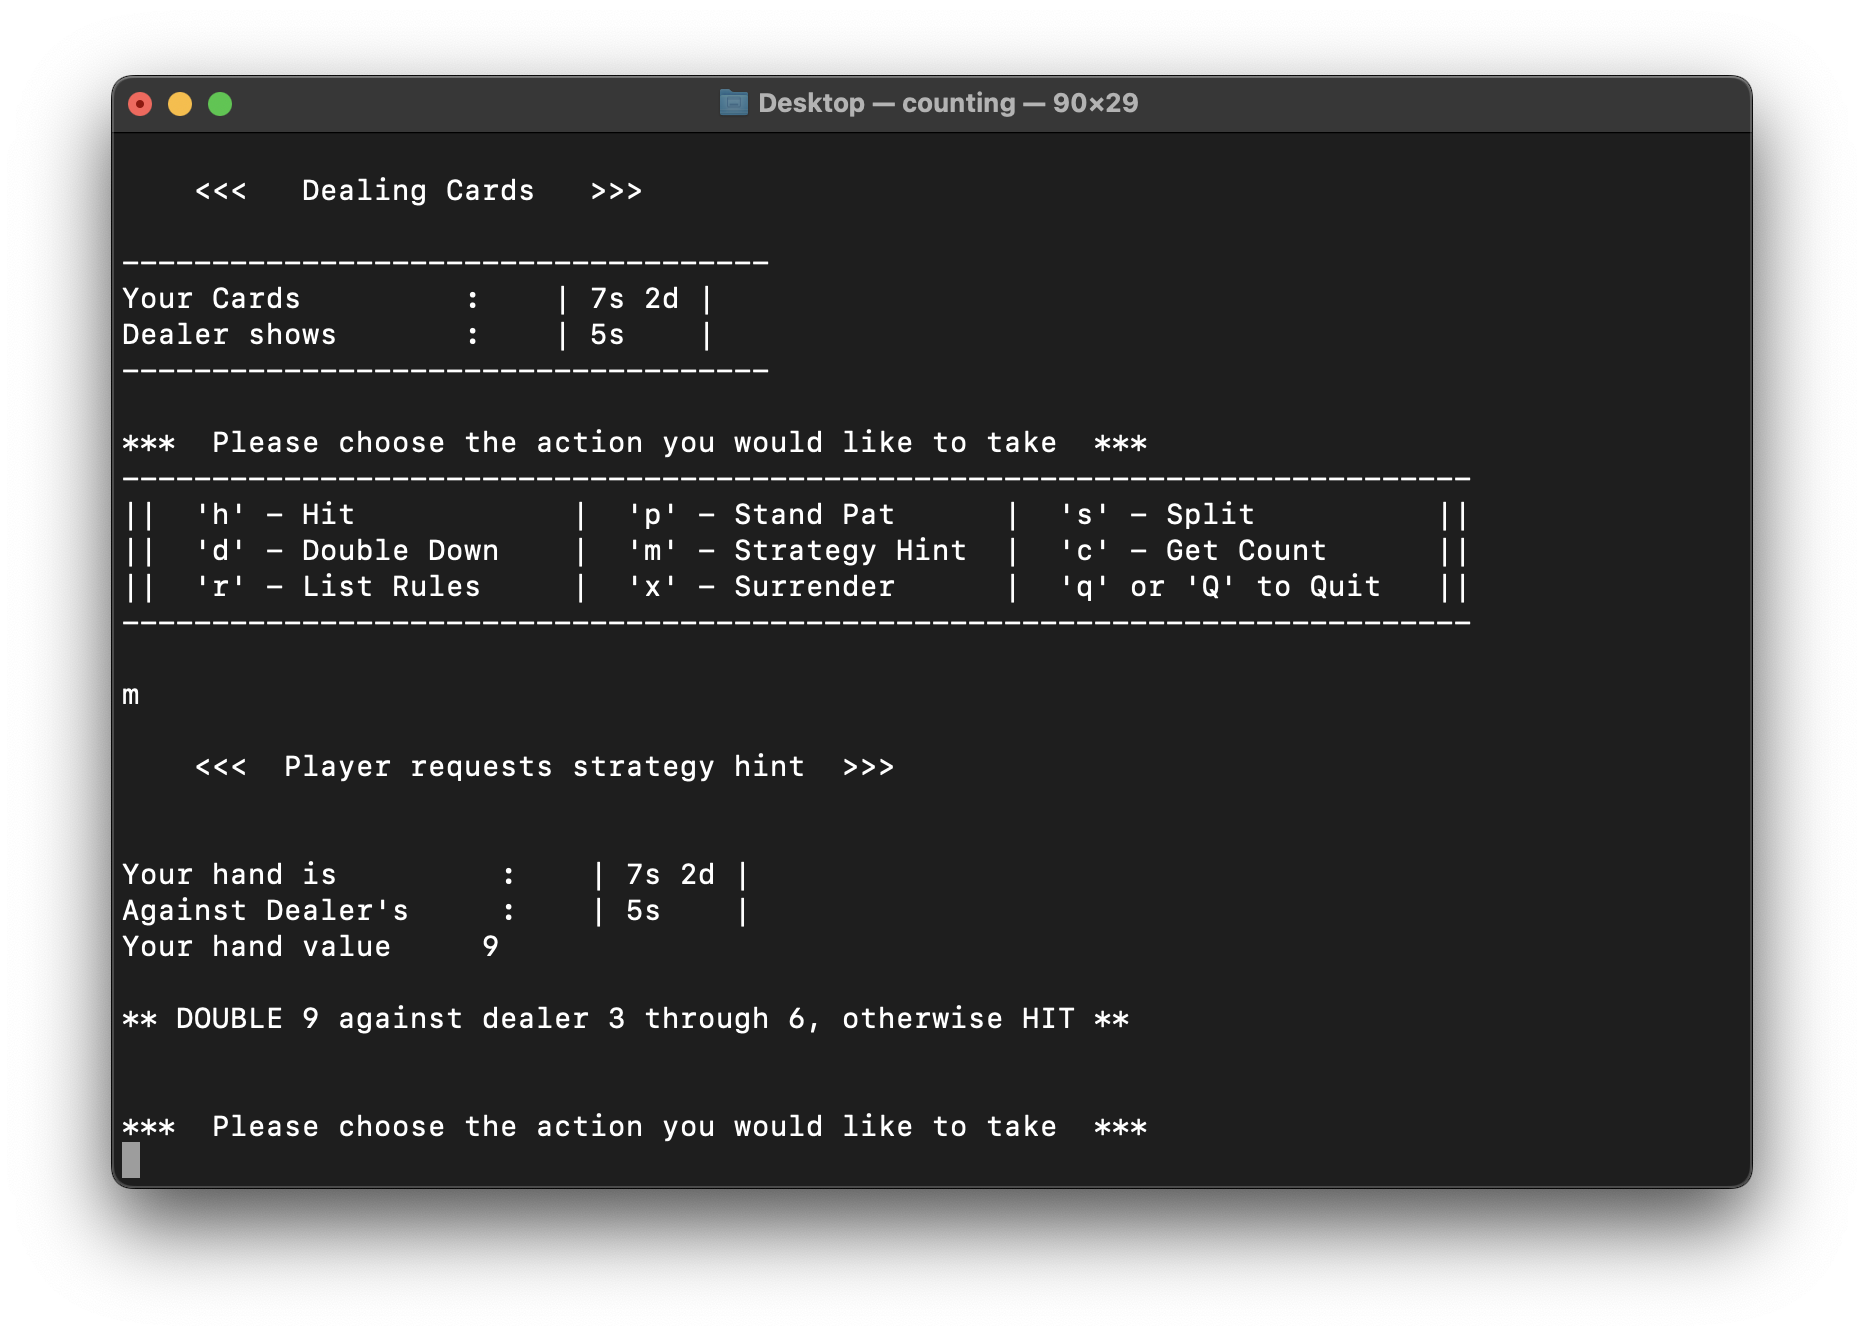 Desktop — counting — 90×29
<<<   Dealing Cards   >>>
------------------------------------
Your Cards         :    | 7s 2d |
Dealer shows       :    | 5s    |
------------------------------------
***  Please choose the action you would like to take  ***
---------------------------------------------------------------------------
||  'h' - Hit            |  'p' - Stand Pat      |  's' - Split          ||
||  'd' - Double Down    |  'm' - Strategy Hint  |  'c' - Get Count      ||
||  'r' - List Rules     |  'x' - Surrender      |  'q' or 'Q' to Quit   ||
---------------------------------------------------------------------------
m
<<<  Player requests strategy hint  >>>
Your hand is         :    | 7s 2d |
Against Dealer's     :    | 5s    |
Your hand value     9
** DOUBLE 9 against dealer 3 through 6, otherwise HIT **
***  Please choose the action you would like to take  ***